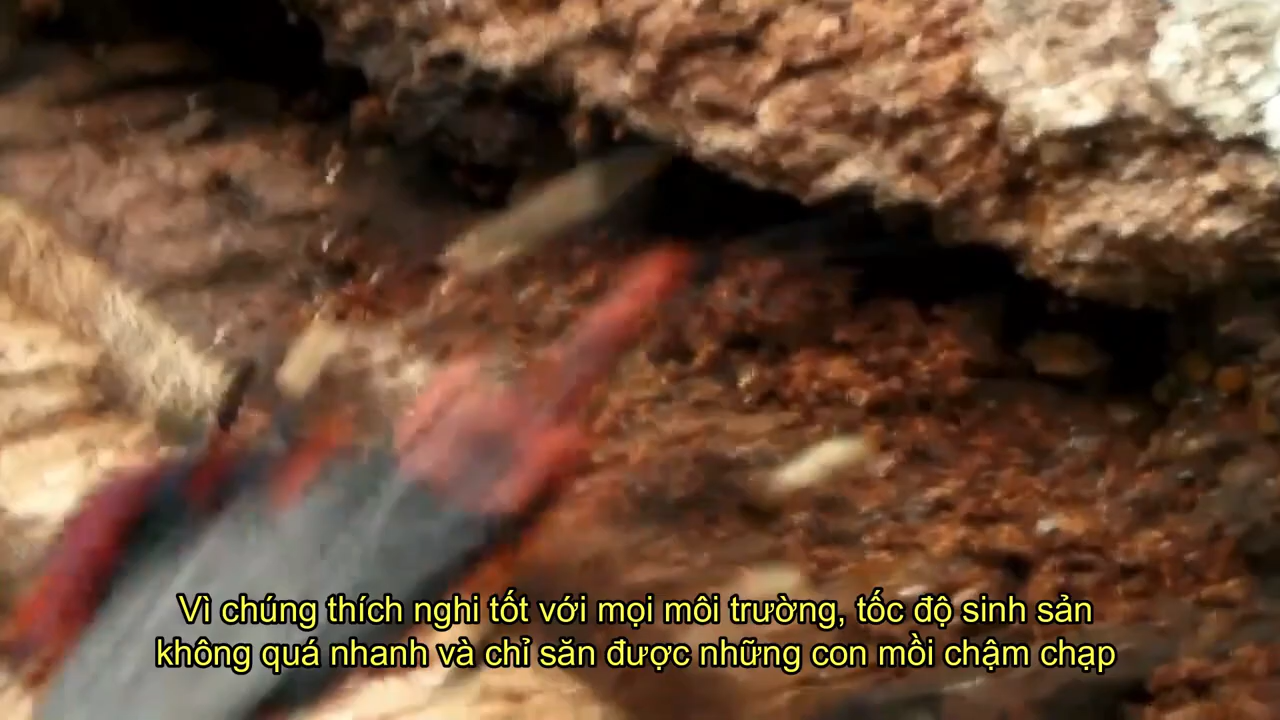 Vì chúng thích nghi tốt với mọi môi trường, tốc độ sinh sản
không quá nhanh và chỉ săn được những con mồi chậm chạp